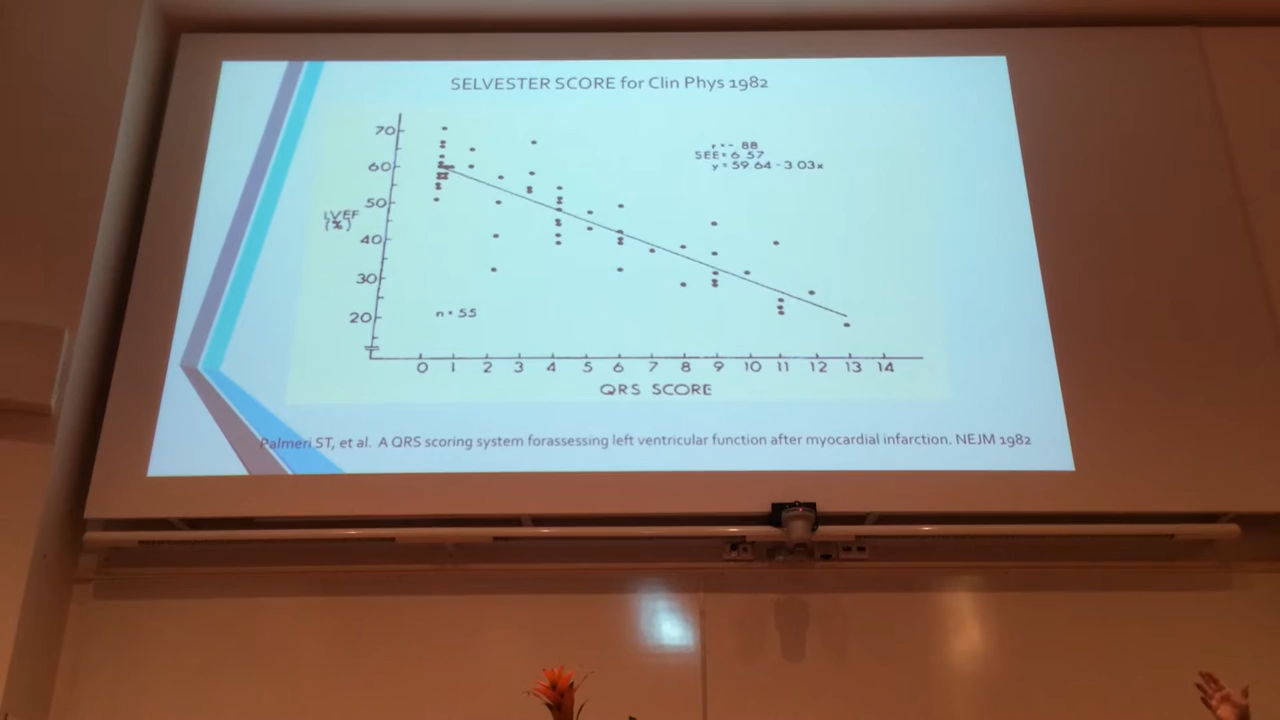 SELVESTER SCORE for Clin Phys 1982
70
60
50
40
30
20
LVEF
(%)
r = -.88
SEE = 6.57
y = 59.64 - 3.03x
n = 55
0 1 2 3 4 5 6 7 8 9 10 11 12 13 14
QRS SCORE
Palmeri ST, et al. A QRS scoring system forassessing left ventricular function after myocardial infarction. NEJM 1982